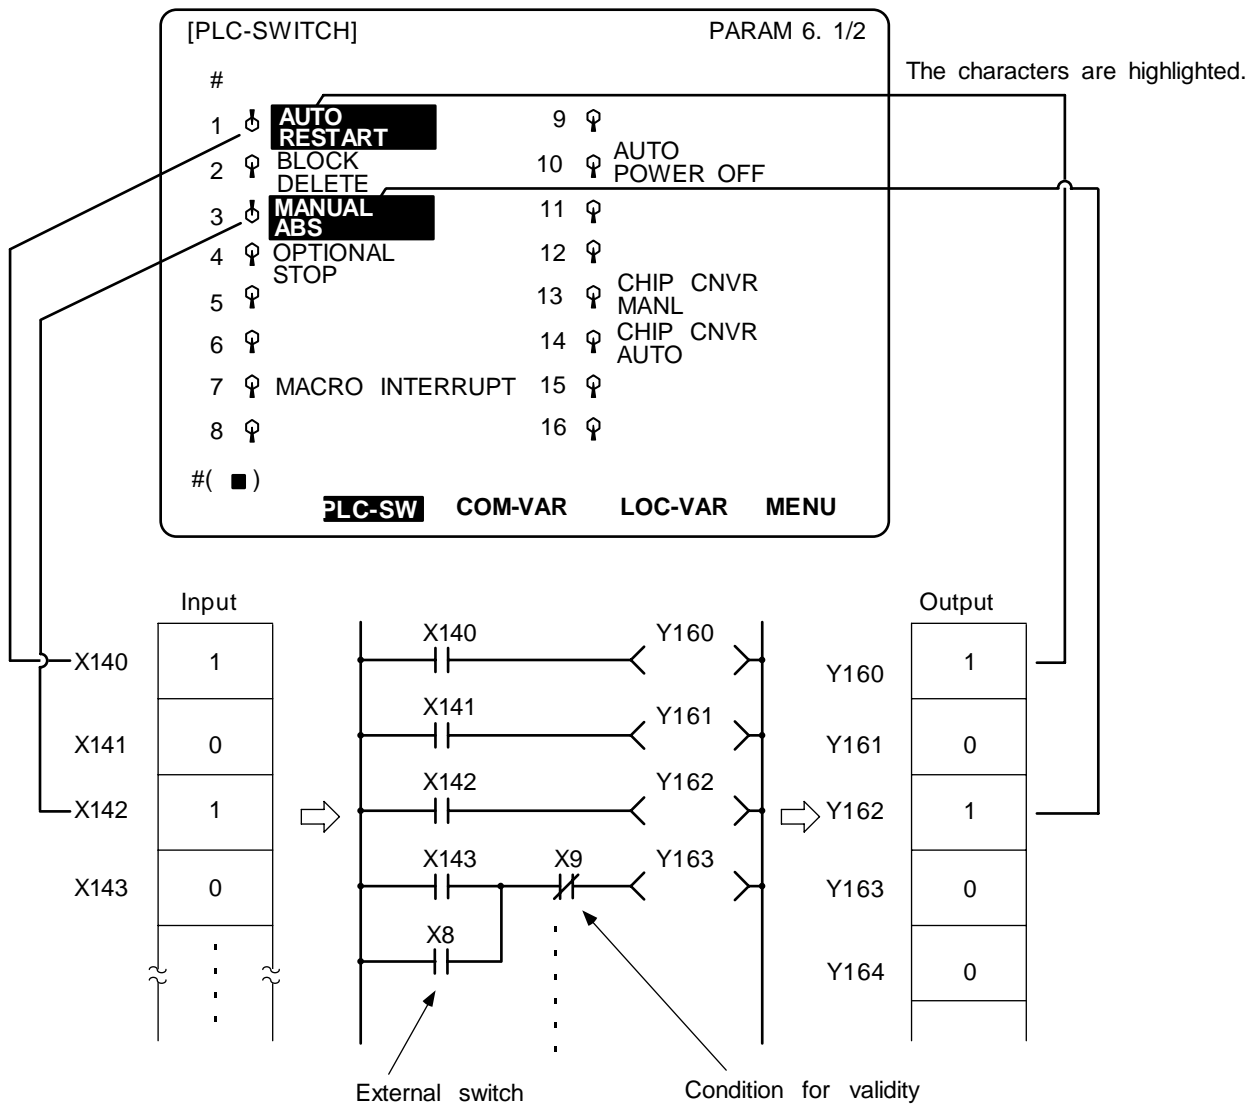 [PLC-SWITCH] PARAM 6. 1/2
The characters are highlighted.
#
1 AUTO RESTART 9
2 BLOCK DELETE 10 AUTO POWER OFF
3 MANUAL ABS 11
4 OPTIONAL STOP 12
5 13 CHIP CNVR MANL
6 14 CHIP CNVR AUTO
7 MACRO INTERRUPT 15
8 16
#( ■ )
PLC-SW COM-VAR LOC-VAR MENU
Input Output
X140 1 X140 Y160 Y160 1
X141 0 X141 Y161 Y161 0
X142 1 X142 Y162 Y162 1
X143 0 X143 X9 Y163 Y163 0
X8 Y164 0
External switch Condition for validity